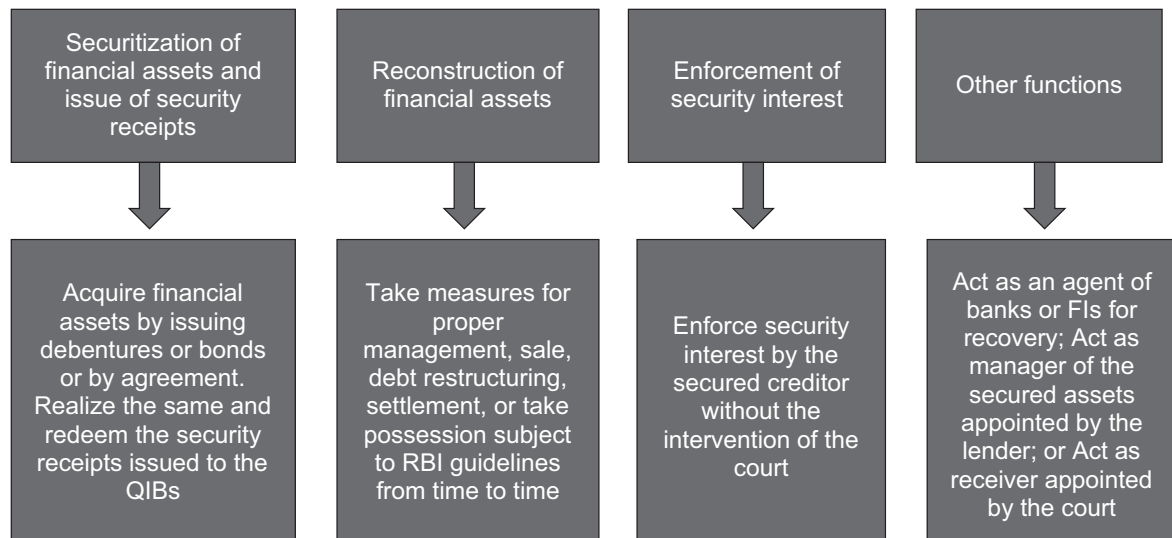 Securitization of
financial assets and
issue of security
receipts
Reconstruction of
financial assets
Enforcement of
security interest
Other functions
Acquire financial
assets by issuing
debentures or bonds
or by agreement.
Realize the same and
redeem the security
receipts issued to the
QIBs
Take measures for
proper
management, sale,
debt restructuring,
settlement, or take
possession subject
to RBI guidelines
from time to time
Enforce security
interest by the
secured creditor
without the
intervention of the
court
Act as an agent of
banks or FIs for
recovery; Act as
manager of the
secured assets
appointed by the
lender; or Act as
receiver appointed
by the court